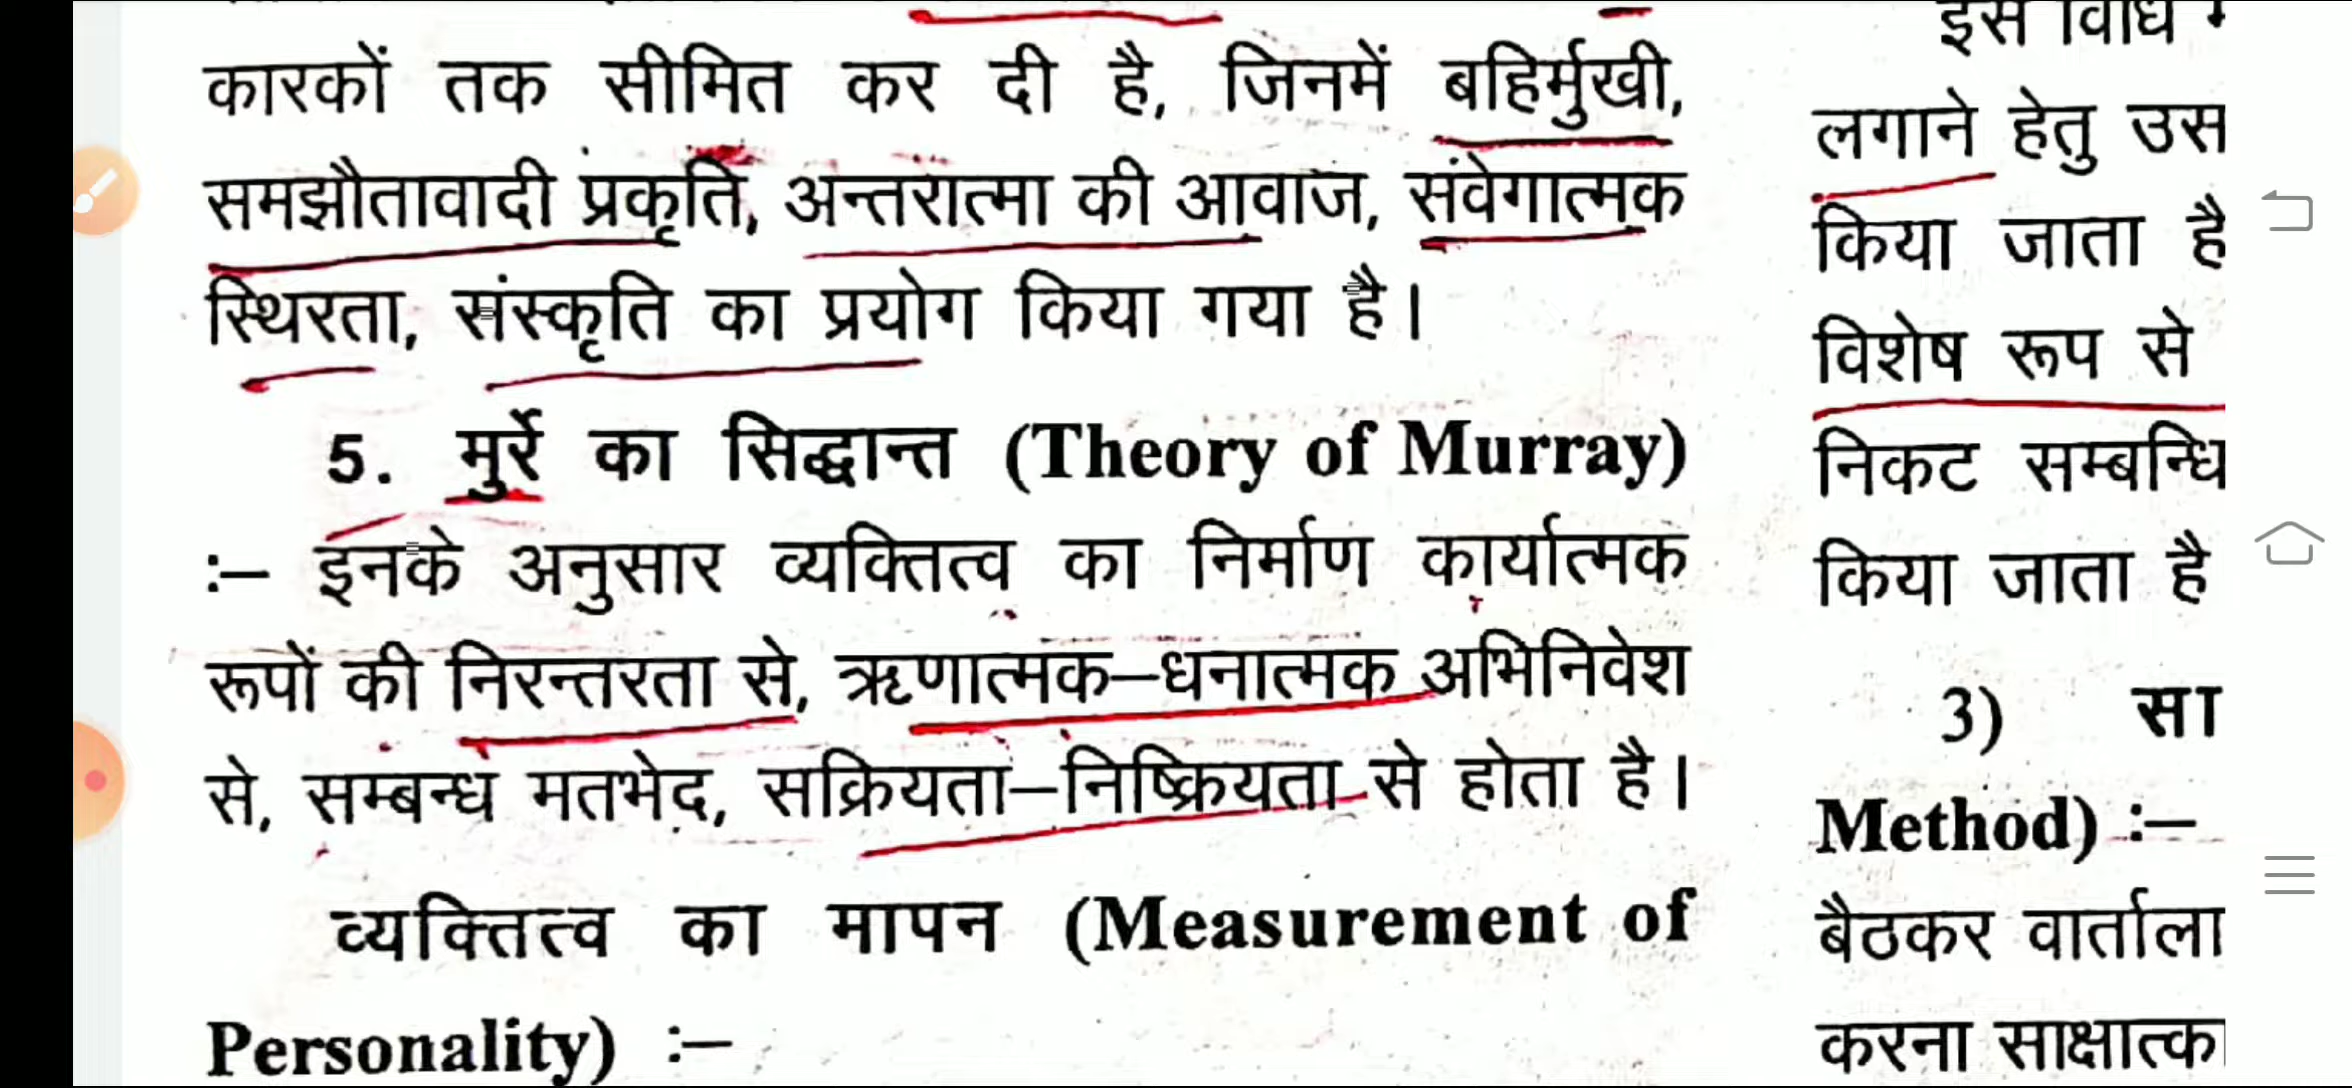 कारकों तक सीमित कर दी है, जिनमें बहिर्मुखी,
समझौतावादी प्रकृति, अन्तरात्मा की आवाज, संवेगात्मक
स्थिरता, संस्कृति का प्रयोग किया गया है।
5. मुर्रे का सिद्धान्त (Theory of Murray)
:– इनके अनुसार व्यक्तित्व का निर्माण कार्यात्मक
रूपों की निरन्तरता से, ऋणात्मक–धनात्मक अभिनिवेश
से, सम्बन्ध मतभेद, सक्रियता–निष्क्रियता से होता है।
व्यक्तित्व का मापन (Measurement of
Personality) :–
इस विधि
लगाने हेतु उस
किया जाता है
विशेष रूप से
निकट सम्बन्धि
किया जाता है
3) सा
Method) :–
बैठकर वार्ताला
करना साक्षात्का